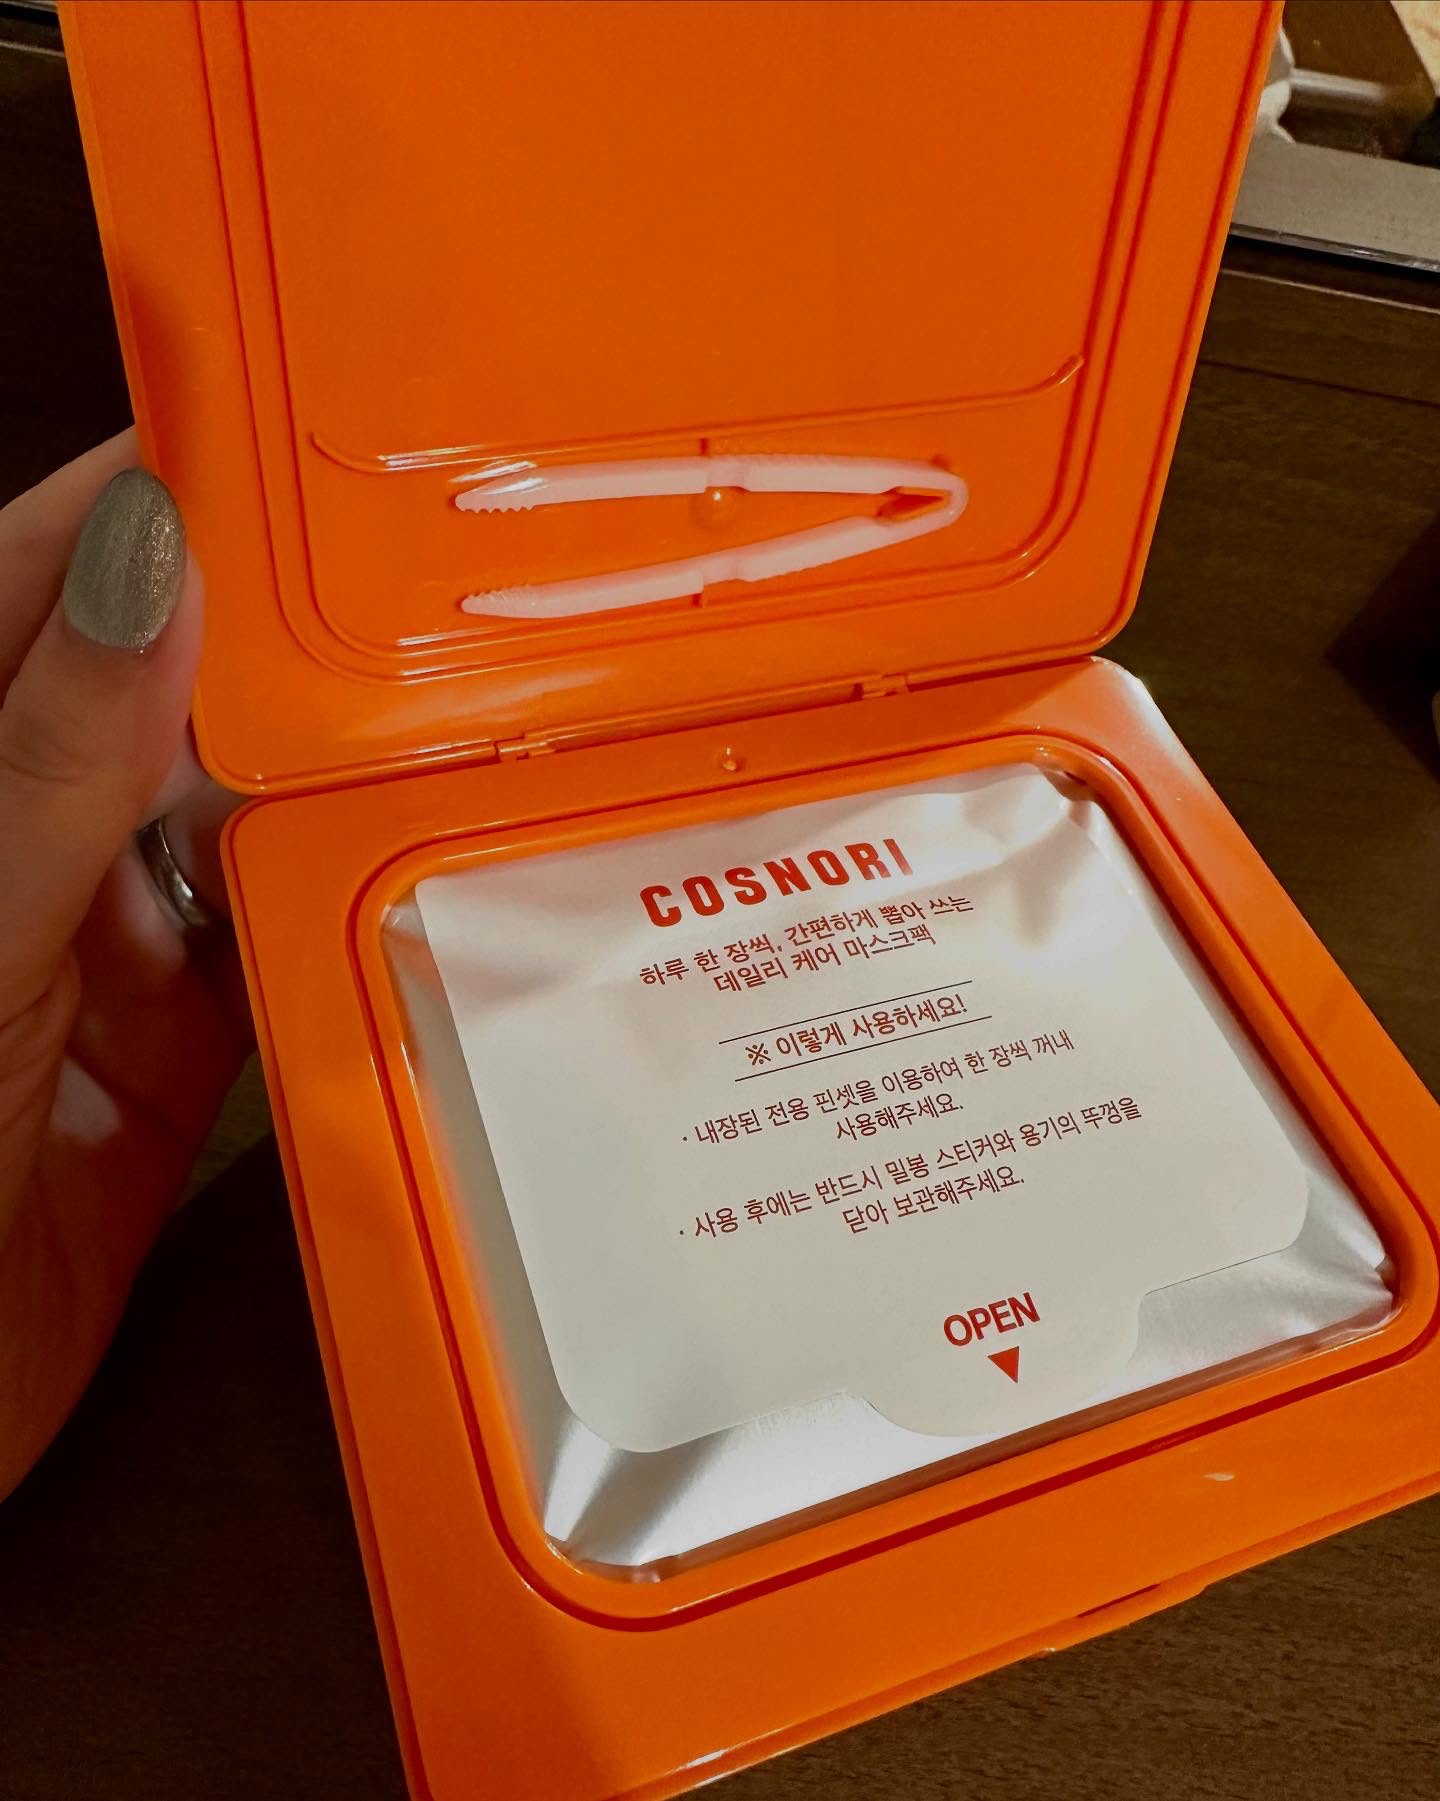 COSNORI
하루 한 장씩, 간편하게 뽑아 쓰는
데일리 케어 마스크팩
※ 이렇게 사용하세요!
· 내장된 전용 핀셋을 이용하여 한 장씩 꺼내
사용해주세요.
· 사용 후에는 반드시 밀봉 스티커와 용기의 뚜껑을
닫아 보관해주세요.
OPEN